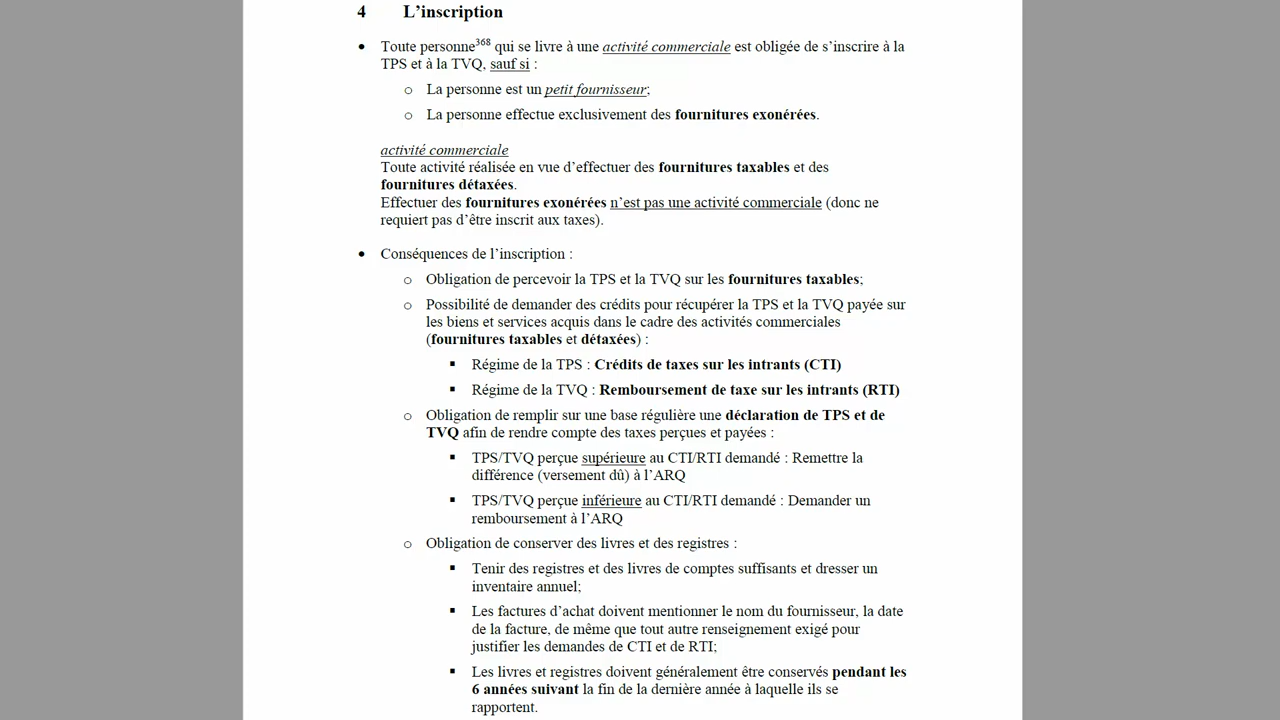 4 L’inscription
• Toute personne368 qui se livre à une activité commerciale est obligée de s’inscrire à la
TPS et à la TVQ, sauf si :
o La personne est un petit fournisseur;
o La personne effectue exclusivement des fournitures exonérées.
activité commerciale
Toute activité réalisée en vue d’effectuer des fournitures taxables et des
fournitures détaxées.
Effectuer des fournitures exonérées n’est pas une activité commerciale (donc ne
requiert pas d’être inscrit aux taxes).
• Conséquences de l’inscription :
o Obligation de percevoir la TPS et la TVQ sur les fournitures taxables;
o Possibilité de demander des crédits pour récupérer la TPS et la TVQ payée sur
les biens et services acquis dans le cadre des activités commerciales
(fournitures taxables et détaxées) :
▪ Régime de la TPS : Crédits de taxes sur les intrants (CTI)
▪ Régime de la TVQ : Remboursement de taxe sur les intrants (RTI)
o Obligation de remplir sur une base régulière une déclaration de TPS et de
TVQ afin de rendre compte des taxes perçues et payées :
▪ TPS/TVQ perçue supérieure au CTI/RTI demandé : Remettre la
différence (versement dû) à l’ARQ
▪ TPS/TVQ perçue inférieure au CTI/RTI demandé : Demander un
remboursement à l’ARQ
o Obligation de conserver des livres et des registres :
▪ Tenir des registres et des livres de comptes suffisants et dresser un
inventaire annuel;
▪ Les factures d’achat doivent mentionner le nom du fournisseur, la date
de la facture, de même que tout autre renseignement exigé pour
justifier les demandes de CTI et de RTI;
▪ Les livres et registres doivent généralement être conservés pendant les
6 années suivant la fin de la dernière année à laquelle ils se
rapportent.